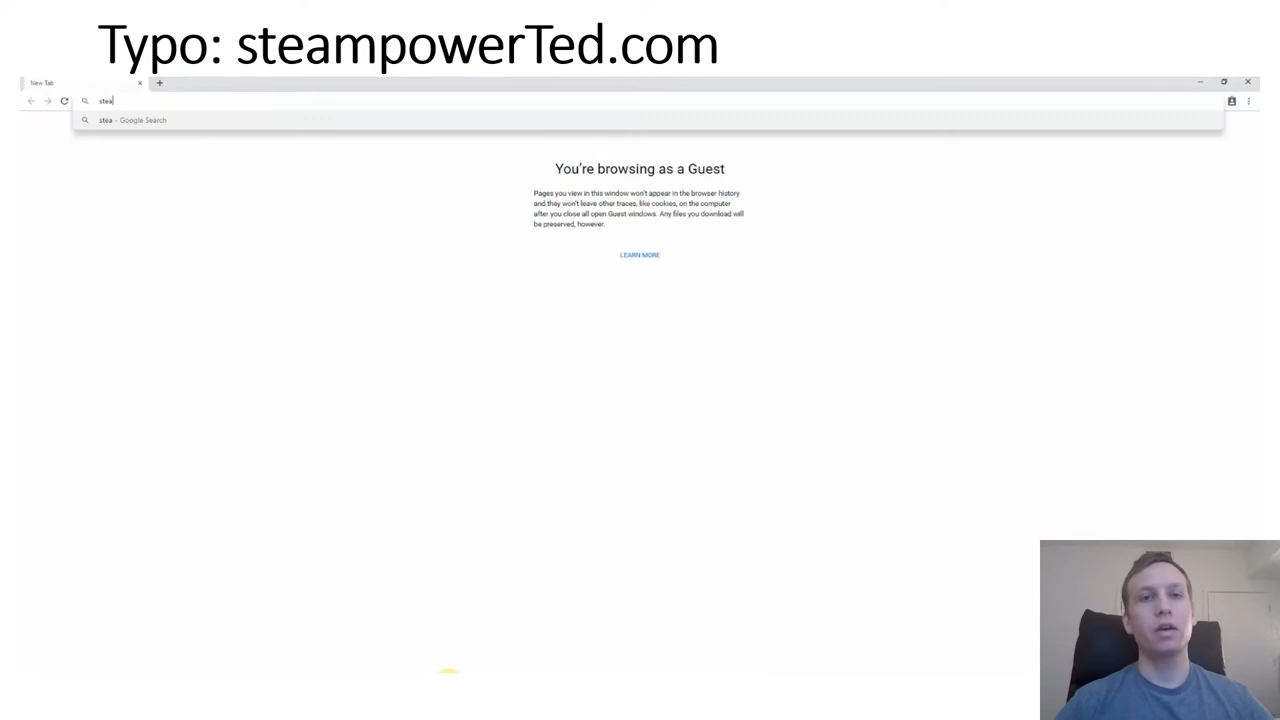 Typo: steampowerTed.com
New Tab
stea
stea - Google Search
You're browsing as a Guest
Pages you view in this window won't appear in the browser history
and they won't leave other traces, like cookies, on the computer
after you close all open Guest windows. Any files you download will
be preserved, however.
LEARN MORE